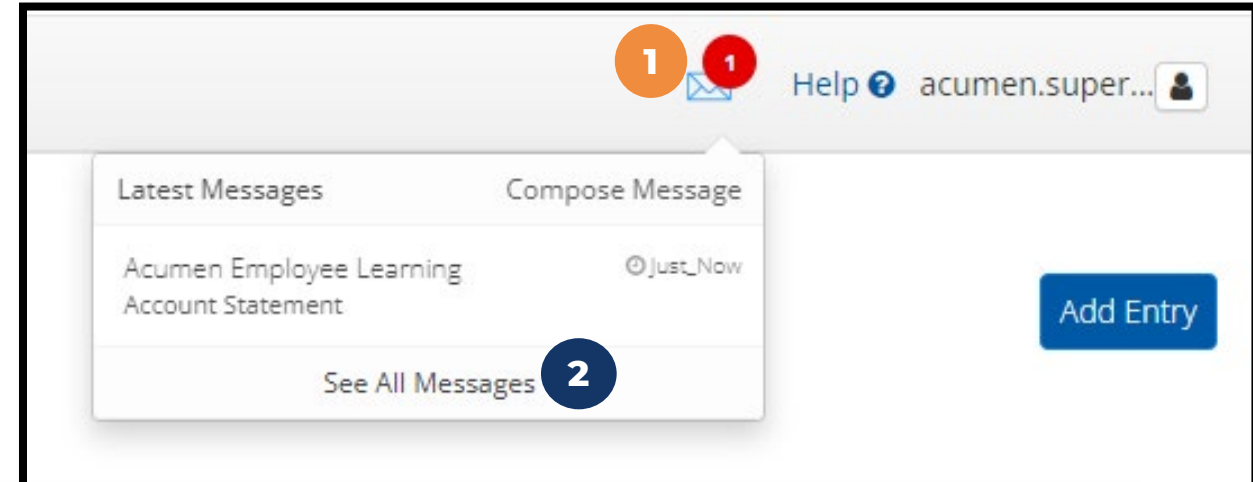 1 1 Help ? acumen.super...
Latest Messages Compose Message
Acumen Employee Learning Just_Now
Account Statement
Add Entry
See All Messages 2